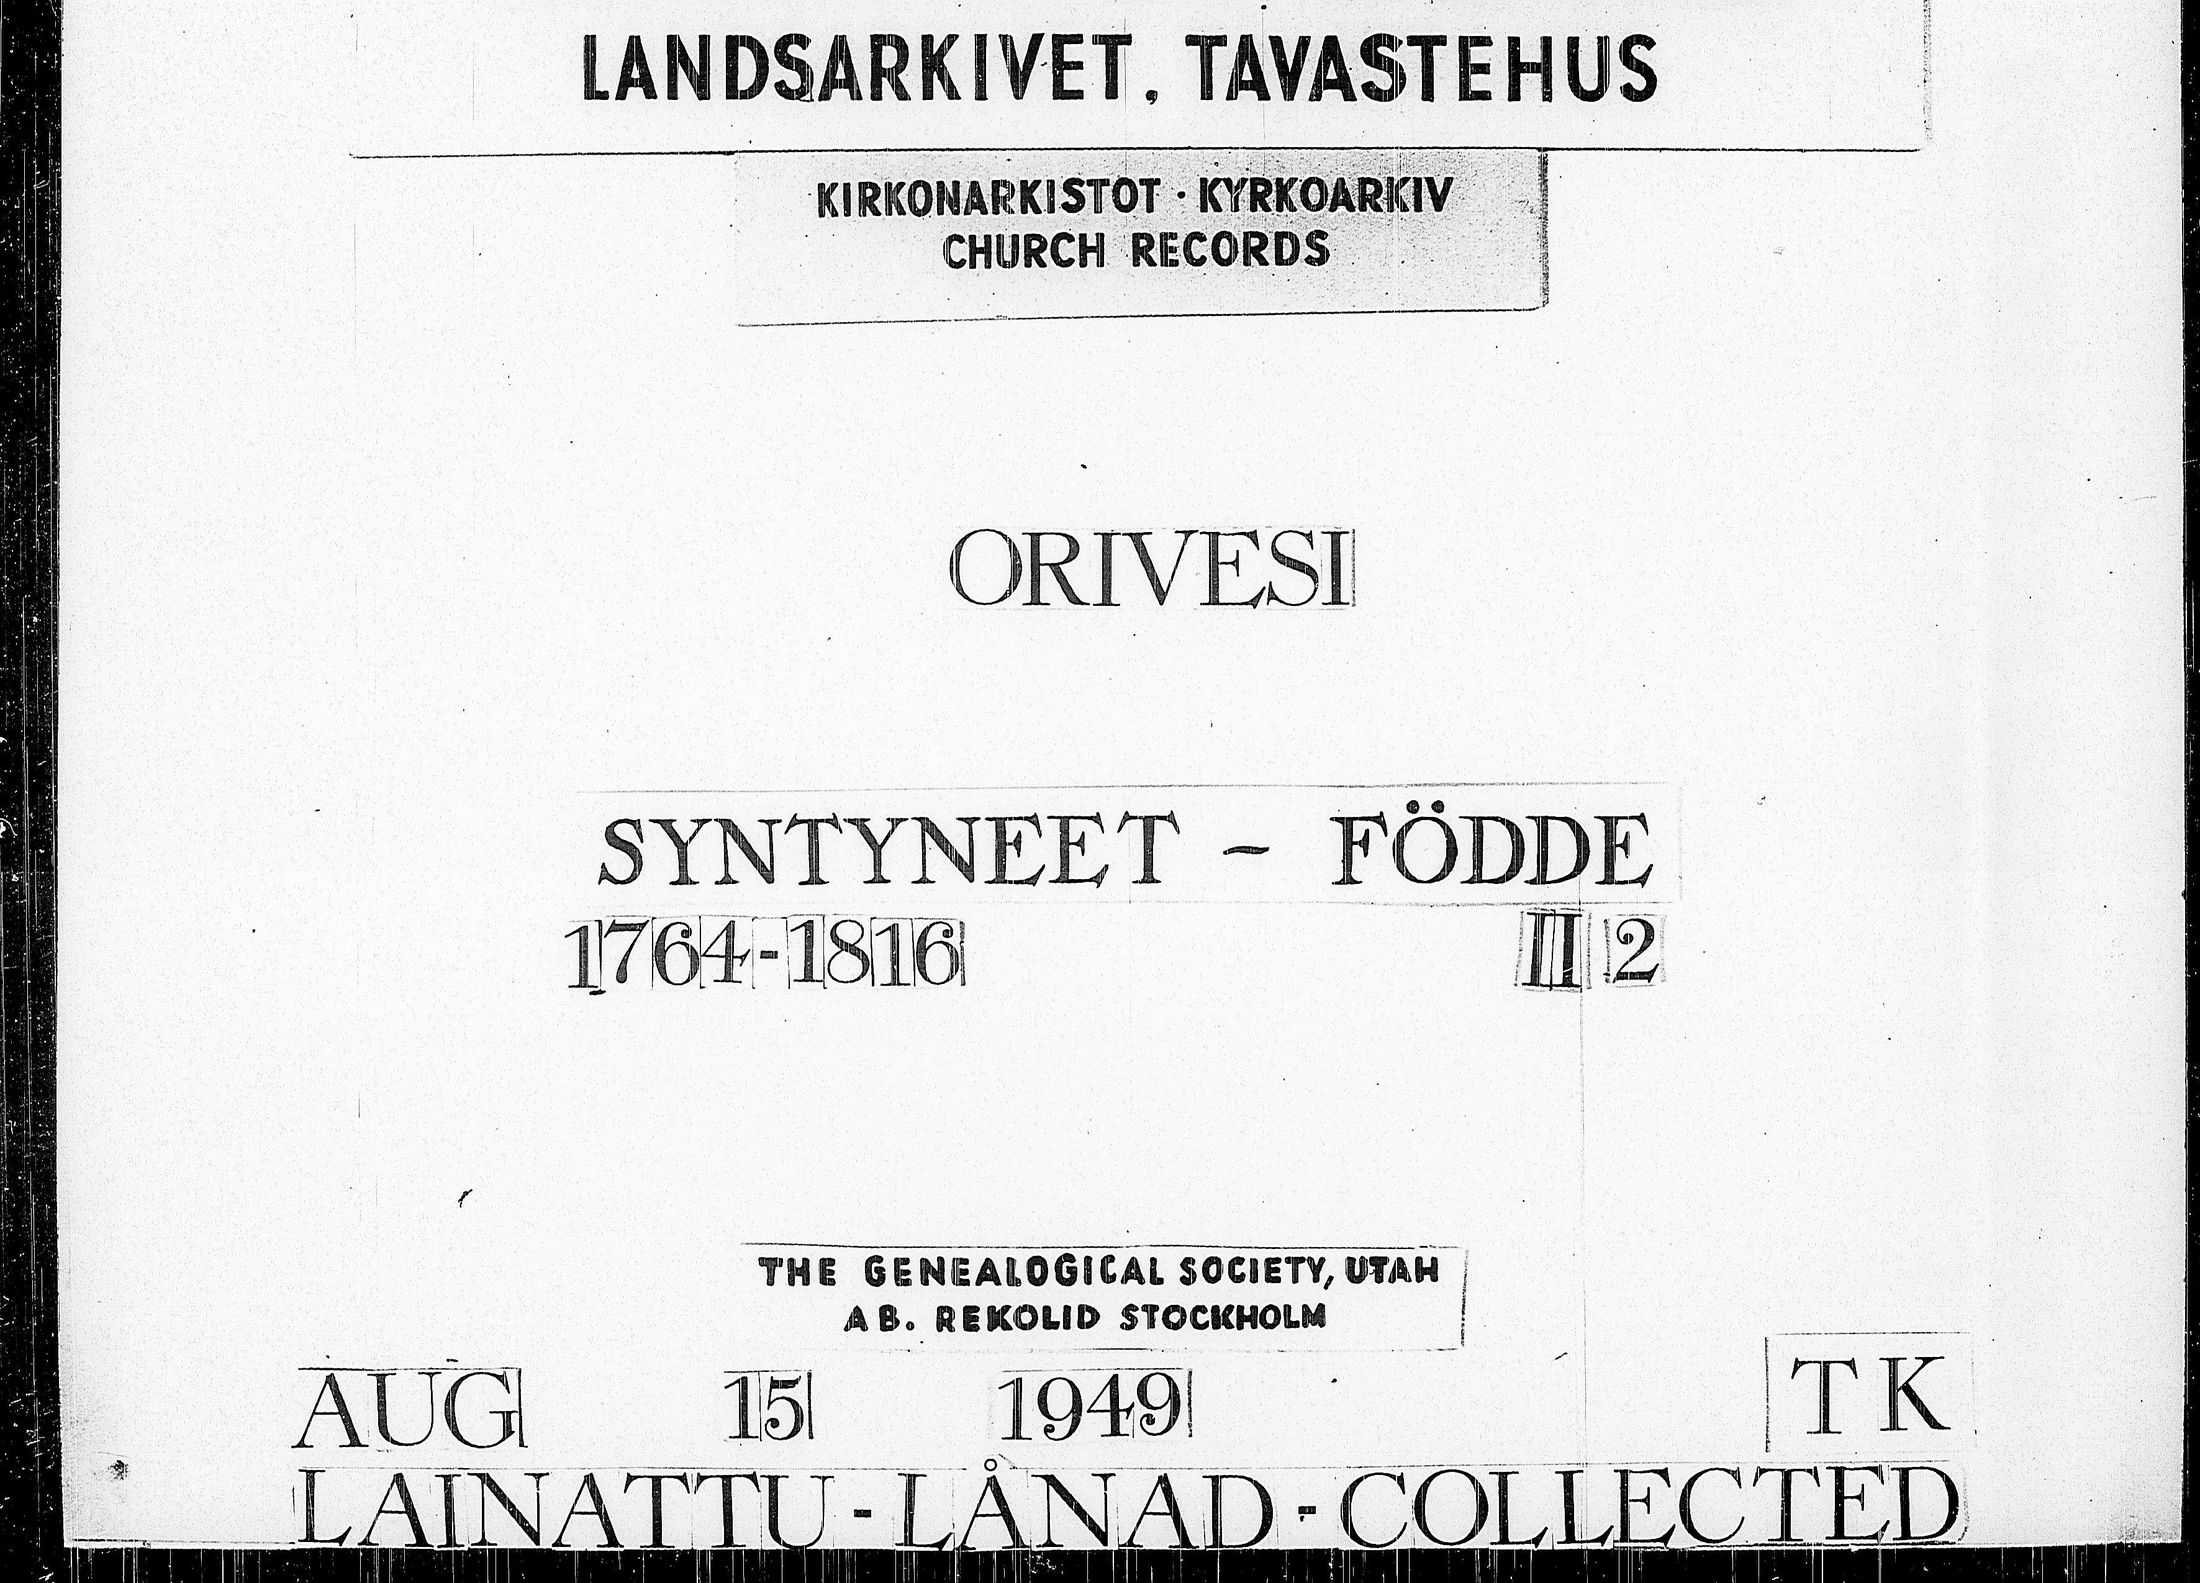 LANDSARKIVET. TAVASTEHUS
KIRKONARKISTOT · KYRKOARKIV
CHURCH RECORDS
ORIVESI
SYNTYNEET - FÖDDE
1764-1816 II 2
THE GENEALOGICAL SOCIETY, UTAH
AB. REKOLID STOCKHOLM
AUG 15 1949 TK
LAINATTU - LÅNAD - COLLECTED